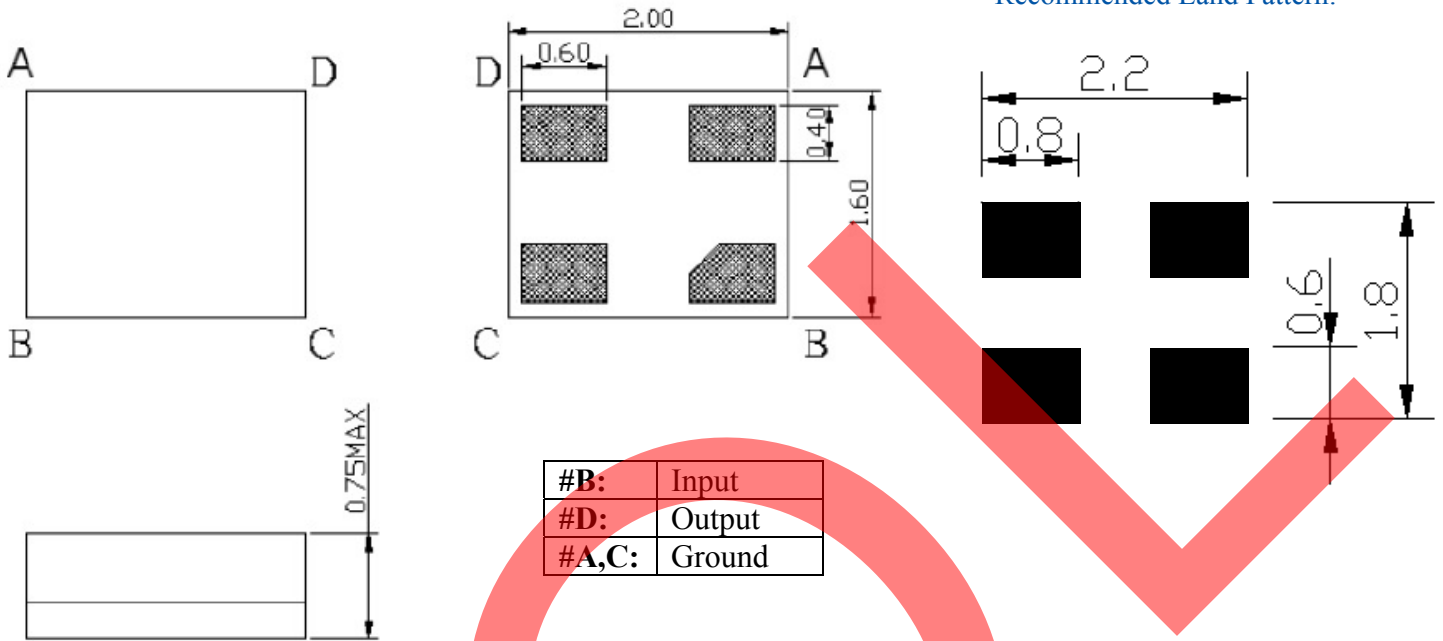 Recommended Land Pattern:
2.00
0.60
A
D
D
A
0.40
1.60
B
C
C
B
2.2
0.8
0.6
1.8
0.75MAX
#B: Input
#D: Output
#A,C: Ground